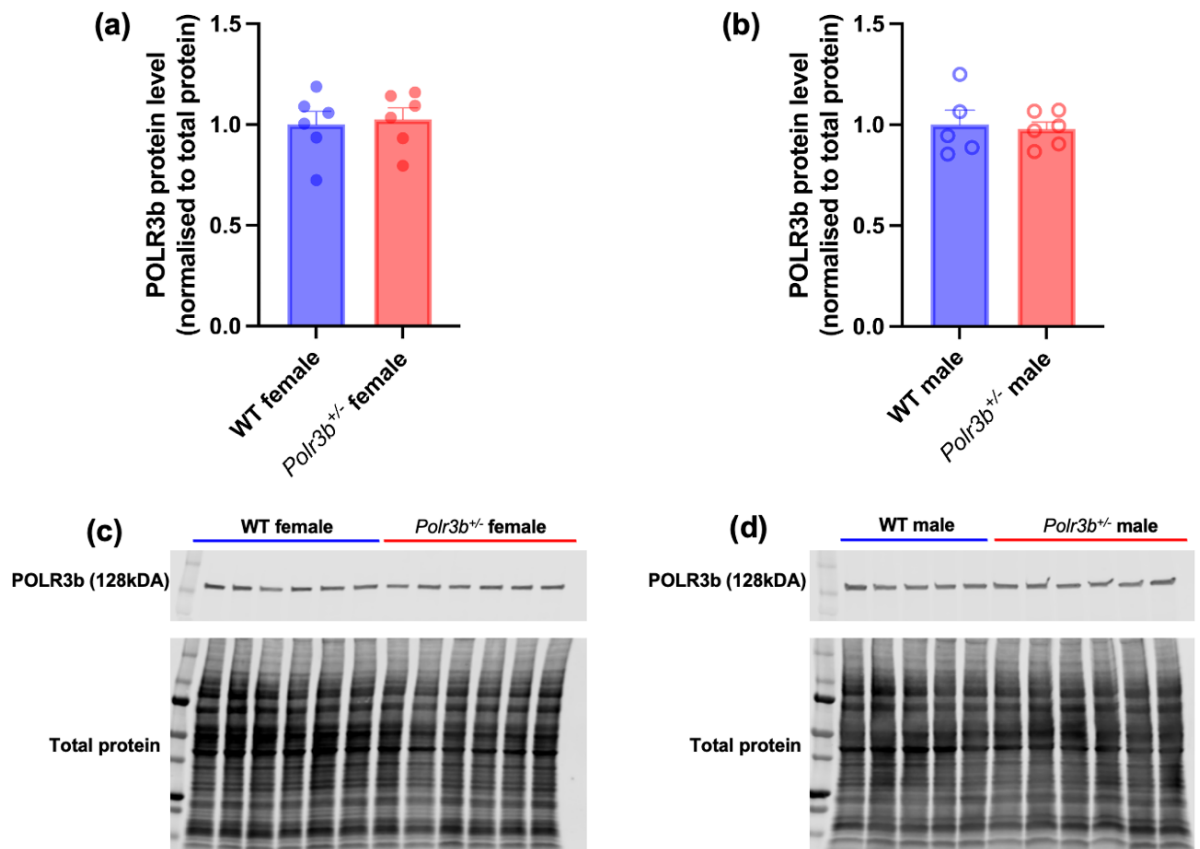 (a)
POLR3b protein level
(normalised to total protein)
1.5
1.0
0.5
0.0
WT female
Polr3b+/- female
(b)
POLR3b protein level
(normalised to total protein)
1.5
1.0
0.5
0.0
WT male
Polr3b+/- male
(c)
WT female
Polr3b+/- female
POLR3b (128kDA)
Total protein
(d)
WT male
Polr3b+/- male
POLR3b (128kDA)
Total protein